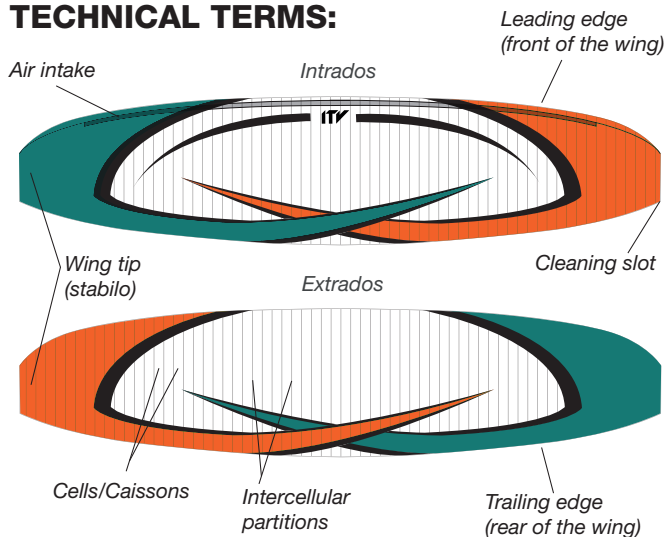 TECHNICAL TERMS:
Leading edge
(front of the wing)
Air intake
Intrados
ITV
Wing tip
(stabilo)
Cleaning slot
Extrados
Cells/Caissons
Intercellular
partitions
Trailing edge
(rear of the wing)